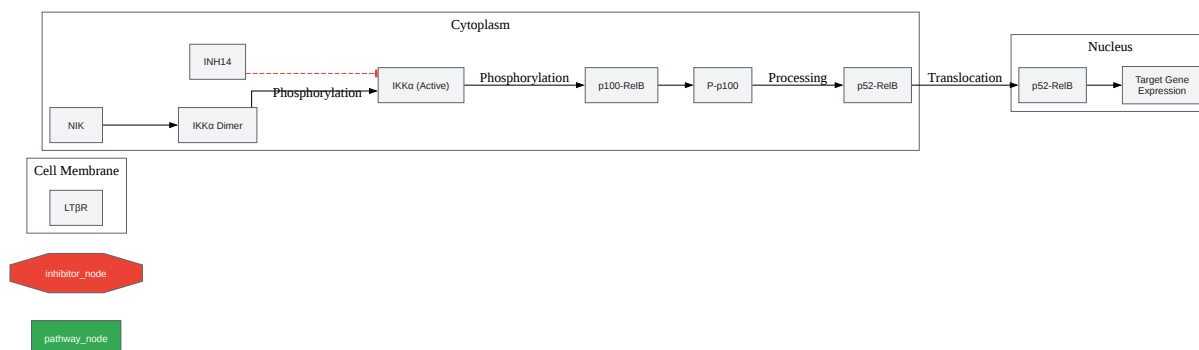 Cytoplasm
Nucleus
INH14
IKKα (Active)
Phosphorylation
p100-RelB
P-p100
Processing
p52-RelB
Translocation
p52-RelB
Target Gene
Expression
Phosphorylation
NIK
IKKα Dimer
Cell Membrane
LTβR
inhibitor_node
pathway_node